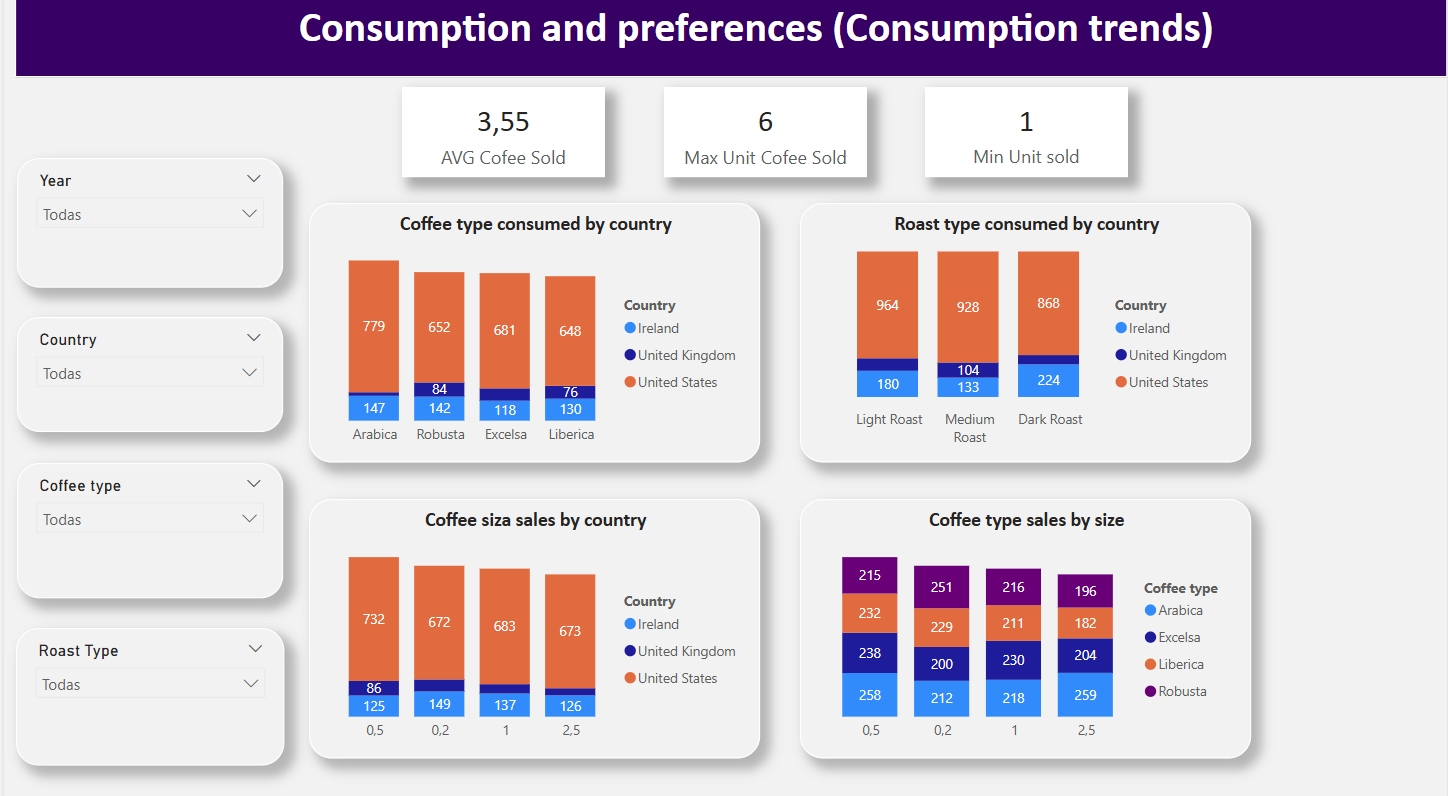 Consumption and preferences (Consumption trends)
3,55
AVG Cofee Sold
6
Max Unit Cofee Sold
1
Min Unit sold
Year
Todas
Country
Todas
Coffee type
Todas
Roast Type
Todas
Coffee type consumed by country
779 652 681 648
84 76
147 142 118 130
Arabica Robusta Excelsa Liberica
Country
Ireland
United Kingdom
United States
Roast type consumed by country
964 928 868
104
180 133 224
Light Roast Medium Dark Roast
Roast
Country
Ireland
United Kingdom
United States
Coffee siza sales by country
732 672 683 673
86
125 149 137 126
0,5 0,2 1 2,5
Country
Ireland
United Kingdom
United States
Coffee type sales by size
215 251 216 196
232 229 211 182
238 200 230 204
258 212 218 259
0,5 0,2 1 2,5
Coffee type
Arabica
Excelsa
Liberica
Robusta